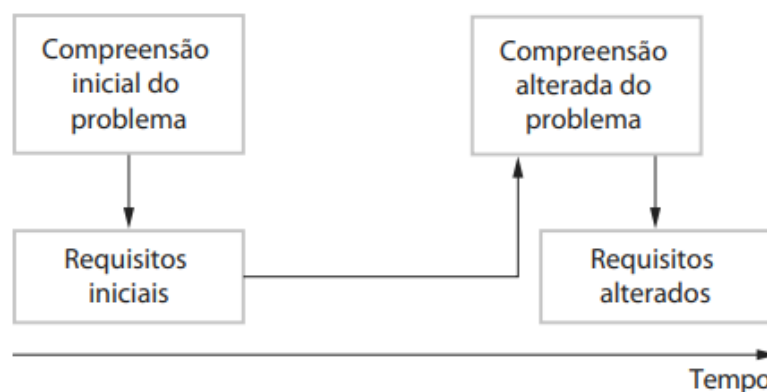 Compreensão
inicial do
problema
Compreensão
alterada do
problema
Requisitos
iniciais
Requisitos
alterados
Tempo